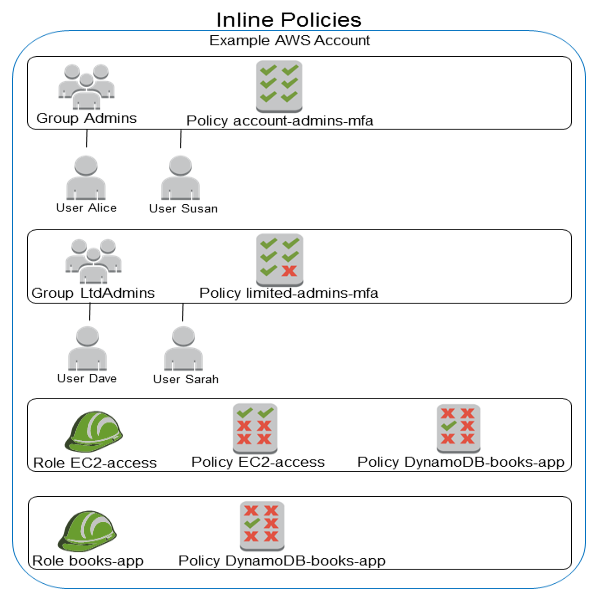 Inline Policies
Example AWS Account
Group Admins
Policy account-admins-mfa
User Alice
User Susan
Group LtdAdmins
Policy limited-admins-mfa
User Dave
User Sarah
Role EC2-access
Policy EC2-access
Policy DynamoDB-books-app
Role books-app
Policy DynamoDB-books-app